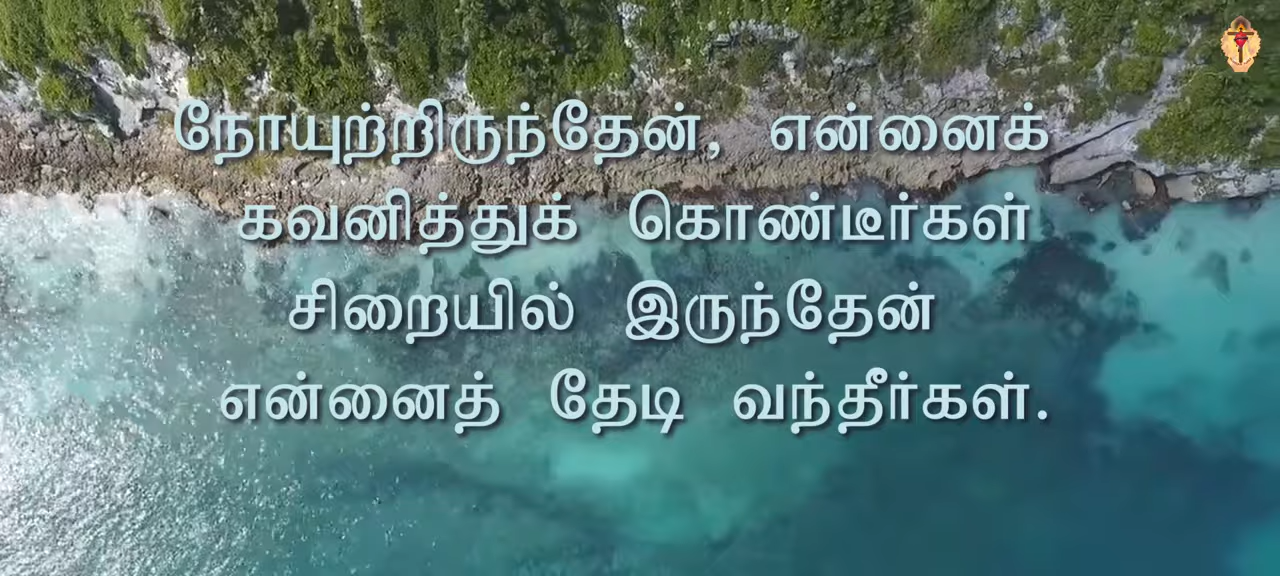 நோயுற்றிருந்தேன், என்னைக்
கவனித்துக் கொண்டீர்கள்
சிறையில் இருந்தேன்
என்னைத் தேடி வந்தீர்கள்.